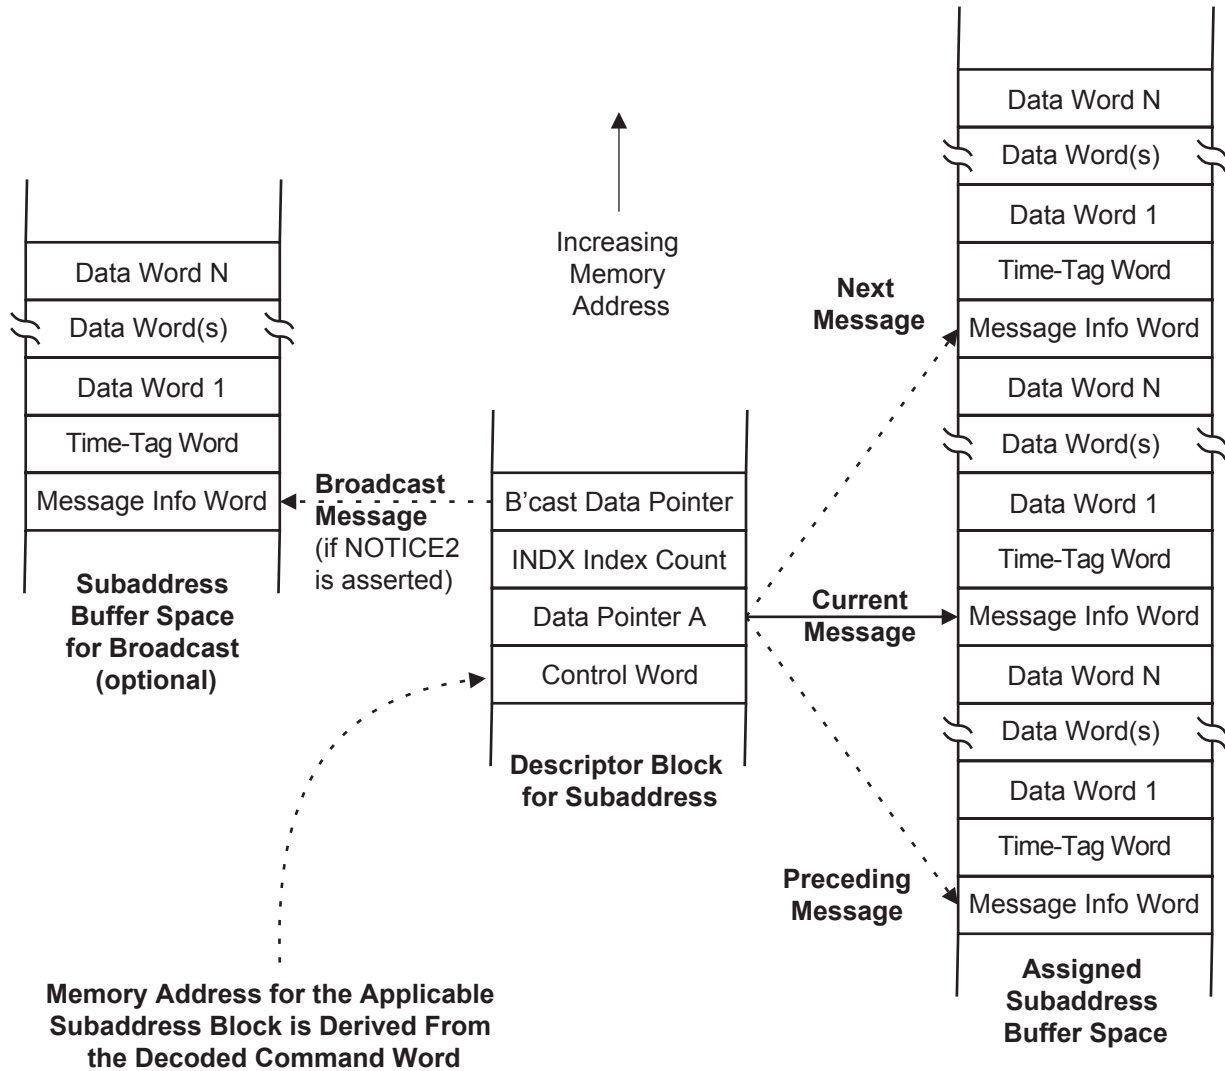 Data Word N
Data Word(s)
Data Word 1
Time-Tag Word
Message Info Word
Subaddress
Buffer Space
for Broadcast
(optional)
Broadcast
Message
(if NOTICE2
is asserted)
Increasing
Memory
Address
B’cast Data Pointer
INDX Index Count
Data Pointer A
Control Word
Descriptor Block
for Subaddress
Memory Address for the Applicable
Subaddress Block is Derived From
the Decoded Command Word
Next
Message
Current
Message
Preceding
Message
Data Word N
Data Word(s)
Data Word 1
Time-Tag Word
Message Info Word
Data Word N
Data Word(s)
Data Word 1
Time-Tag Word
Message Info Word
Data Word N
Data Word(s)
Data Word 1
Time-Tag Word
Message Info Word
Assigned
Subaddress
Buffer Space